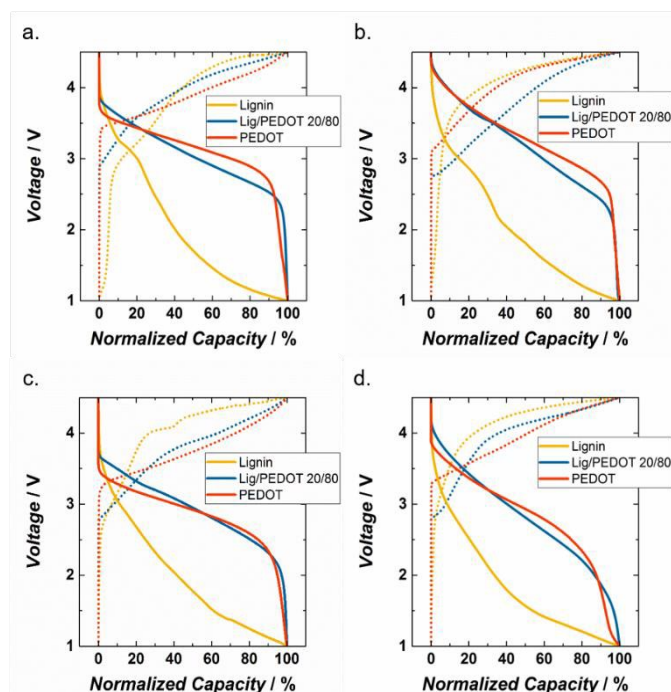 a.
b.
4
3
2
1
Voltage / V
Lignin
Lig/PEDOT 20/80
PEDOT
0 20 40 60 80 100
Normalized Capacity / %
4
3
2
1
Voltage / V
Lignin
Lig/PEDOT 20/80
PEDOT
0 20 40 60 80 100
Normalized Capacity / %
c.
d.
4
3
2
1
Voltage / V
Lignin
Lig/PEDOT 20/80
PEDOT
0 20 40 60 80 100
Normalized Capacity / %
4
3
2
1
Voltage / V
Lignin
Lig/PEDOT 20/80
PEDOT
0 20 40 60 80 100
Normalized Capacity / %